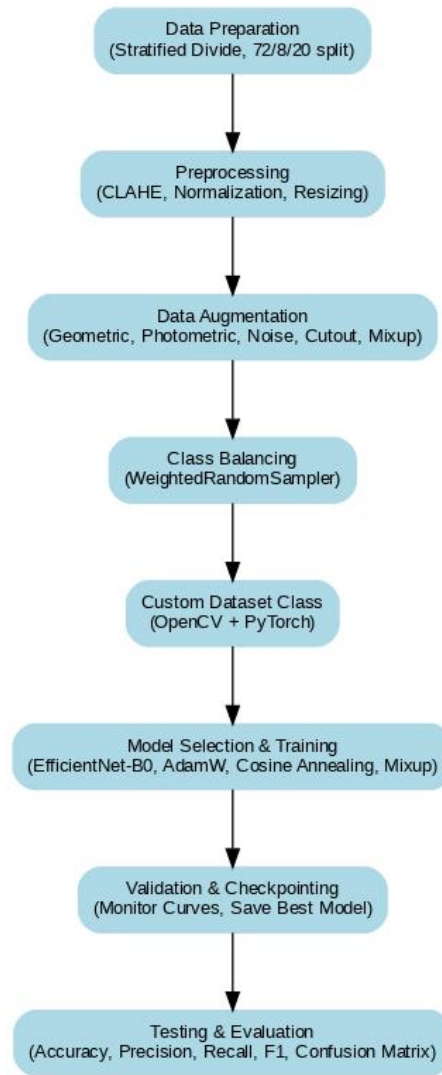 Data Preparation
(Stratified Divide, 72/8/20 split)
Preprocessing
(CLAHE, Normalization, Resizing)
Data Augmentation
(Geometric, Photometric, Noise, Cutout, Mixup)
Class Balancing
(WeightedRandomSampler)
Custom Dataset Class
(OpenCV + PyTorch)
Model Selection & Training
(EfficientNet-B0, AdamW, Cosine Annealing, Mixup)
Validation & Checkpointing
(Monitor Curves, Save Best Model)
Testing & Evaluation
(Accuracy, Precision, Recall, F1, Confusion Matrix)